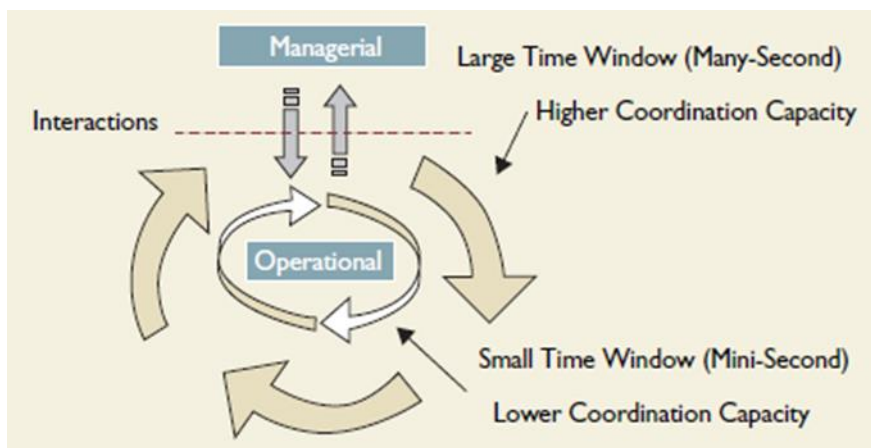 Managerial
Large Time Window (Many-Second)
Interactions
Higher Coordination Capacity
Operational
Small Time Window (Mini-Second)
Lower Coordination Capacity